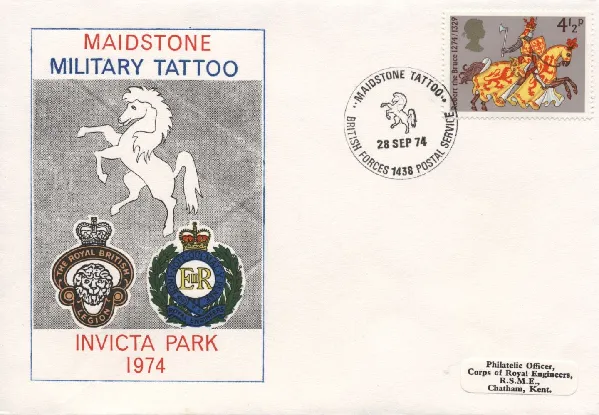 MAIDSTONE
MILITARY TATTOO
THE ROYAL BRITISH
LEGION
EIIR
INVICTA PARK
1974
..MAIDSTONE TATTOO..
28 SEP 74
BRITISH FORCES 1438 POSTAL SERVICE
4½P
Robert the Bruce 1274/1329
Philatelic Officer,
Corps of Royal Engineers,
R.S.M.E.,
Chatham, Kent.